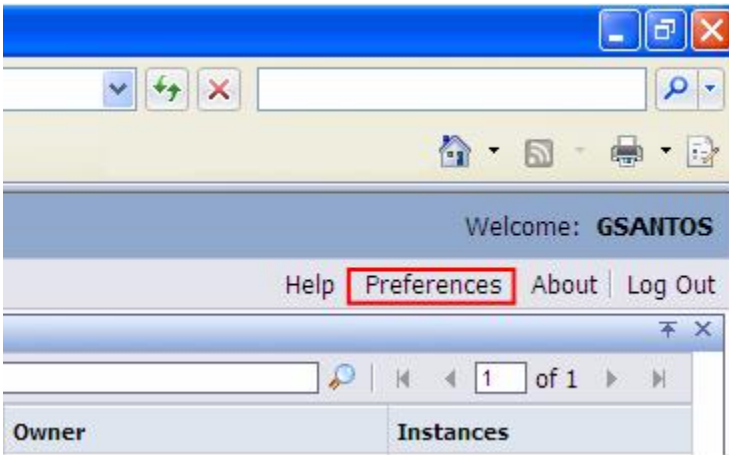 Welcome: GSANTOS
Help Preferences About Log Out
1 of 1
Owner Instances